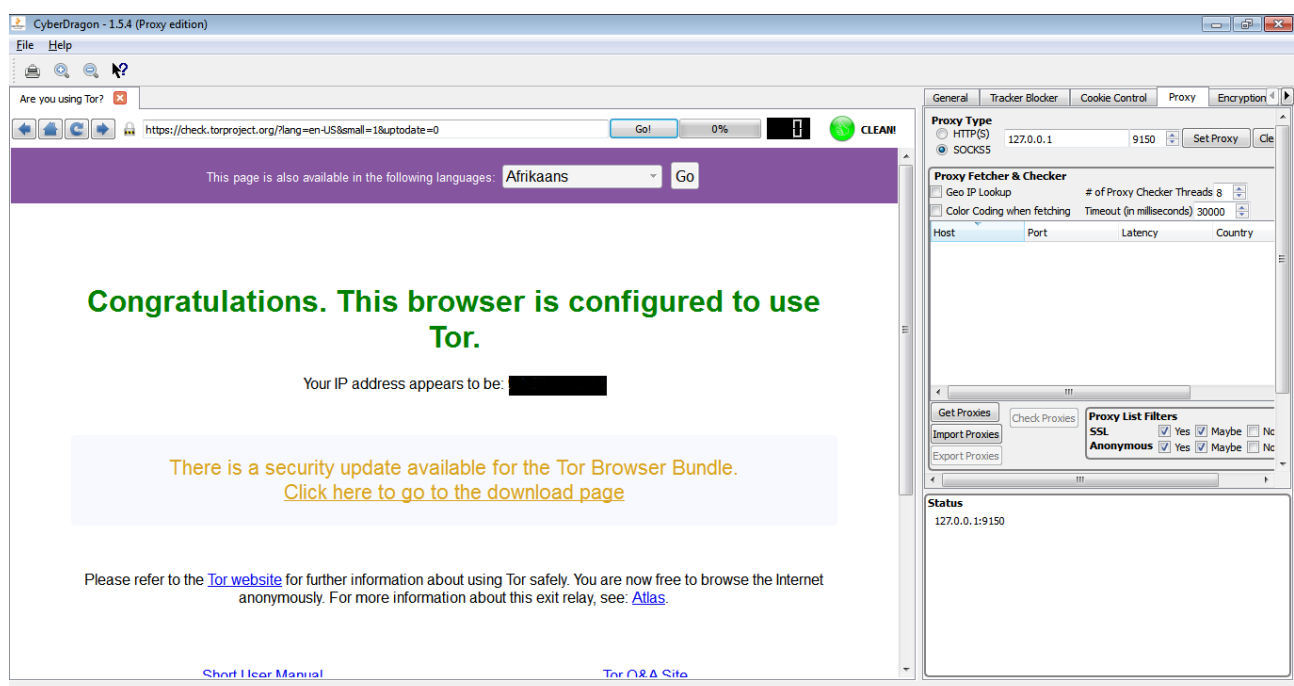 CyberDragon - 1.5.4 (Proxy edition)
File Help
Are you using Tor?
https://check.torproject.org/?lang=en-US&small=1&uptodate=0 Go! 0% 0 CLEAN!
This page is also available in the following languages: Afrikaans Go
Congratulations. This browser is configured to use
Tor.
Your IP address appears to be:
There is a security update available for the Tor Browser Bundle.
Click here to go to the download page
Please refer to the Tor website for further information about using Tor safely. You are now free to browse the Internet
anonymously. For more information about this exit relay, see: Atlas.
Short User Manual Tor Q&A Site
General Tracker Blocker Cookie Control Proxy Encryption
Proxy Type
HTTP(S)
SOCKS5
127.0.0.1 9150 Set Proxy Cle
Proxy Fetcher & Checker
Geo IP Lookup # of Proxy Checker Threads 8
Color Coding when fetching Timeout (in milliseconds) 30000
Host Port Latency Country
Get Proxies Check Proxies
Import Proxies
Export Proxies
Proxy List Filters
SSL Yes Maybe No
Anonymous Yes Maybe No
Status
127.0.0.1:9150